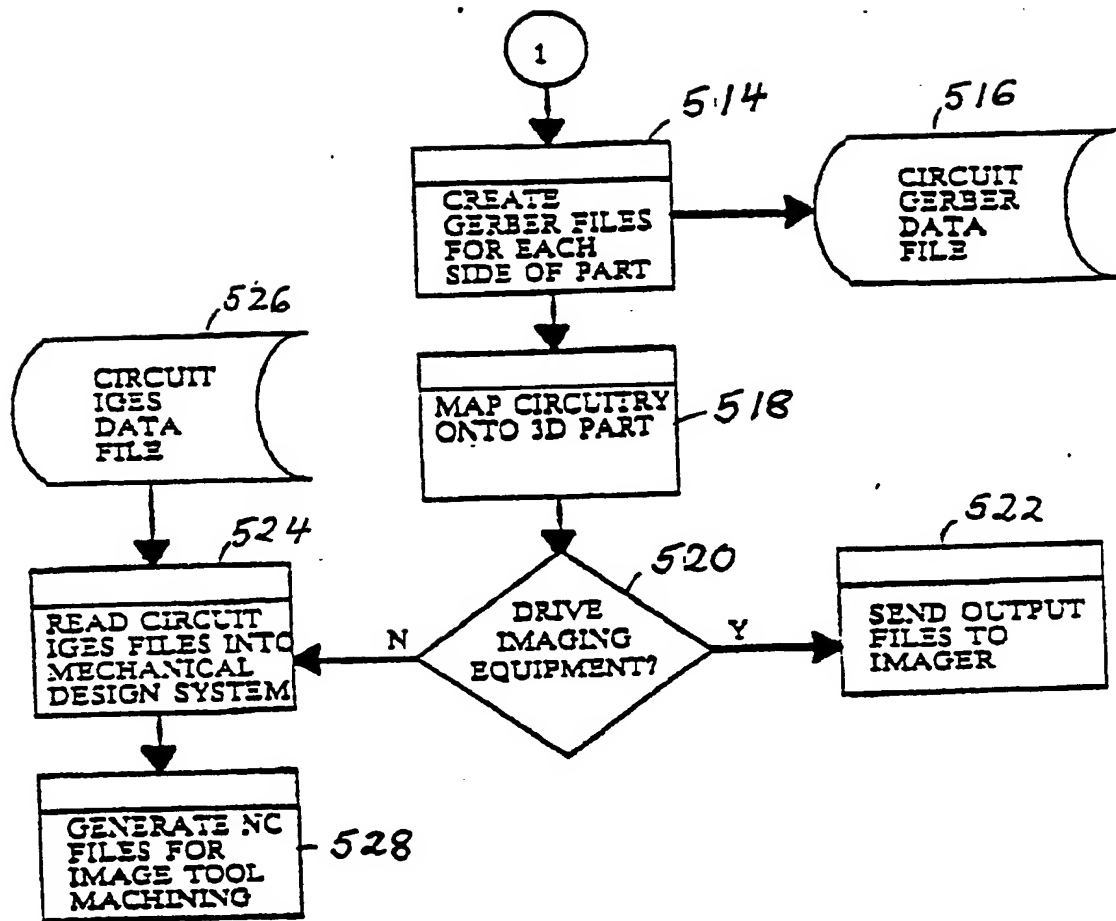 1
514
516
CREATE
GERBER FILES
FOR EACH
SIDE OF PART
CIRCUIT
GERBER
DATA
FILE
526
CIRCUIT
IGES
DATA
FILE
MAP CIRCUITRY
ONTO 3D PART
518
524
520
522
READ CIRCUIT
IGES FILES INTO
MECHANICAL
DESIGN SYSTEM
N
DRIVE
IMAGING
EQUIPMENT?
Y
SEND OUTPUT
FILES TO
IMAGER
GENERATE NC
FILES FOR
IMAGE TOOL
MACHINING
528